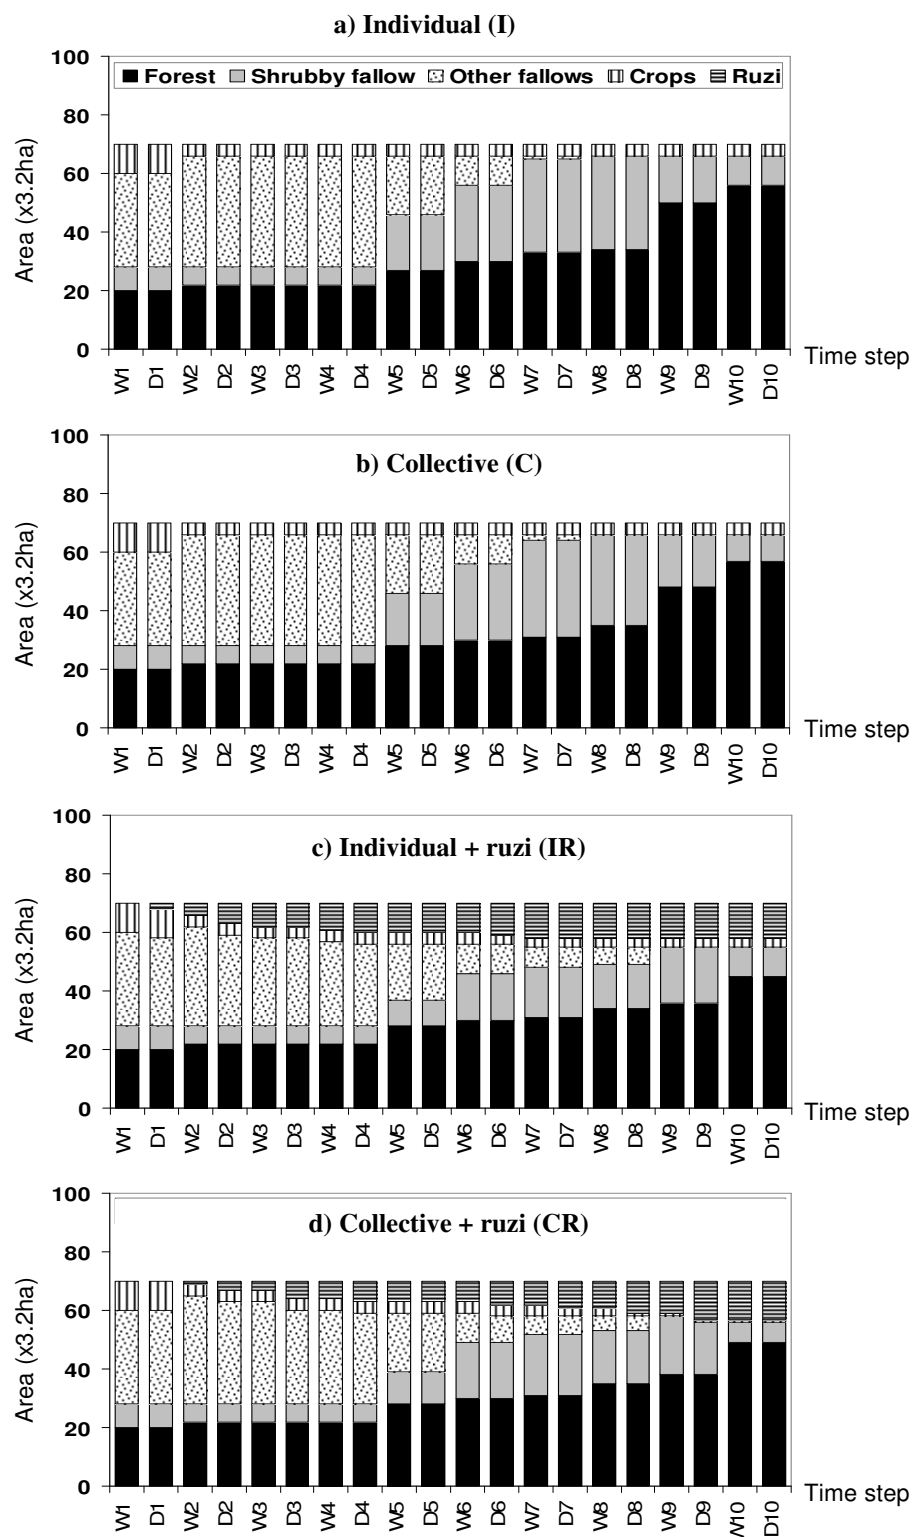 a) Individual (I)
100
Forest Shrubby fallow Other fallows Crops Ruzi
80
60
40
20
0
Area (x3.2ha)
Time step
W1 D1 W2 D2 W3 D3 W4 D4 W5 D5 W6 D6 W7 D7 W8 D8 W9 D9 W10 D10
b) Collective (C)
100
80
60
40
20
0
Area (x3.2ha)
Time step
W1 D1 W2 D2 W3 D3 W4 D4 W5 D5 W6 D6 W7 D7 W8 D8 W9 D9 W10 D10
c) Individual + ruzi (IR)
100
80
60
40
20
0
Area (x3.2ha)
Time step
W1 D1 W2 D2 W3 D3 W4 D4 W5 D5 W6 D6 W7 D7 W8 D8 W9 D9 W10 D10
d) Collective + ruzi (CR)
100
80
60
40
20
0
Area (x3.2ha)
Time step
W1 D1 W2 D2 W3 D3 W4 D4 W5 D5 W6 D6 W7 D7 W8 D8 W9 D9 W10 D10